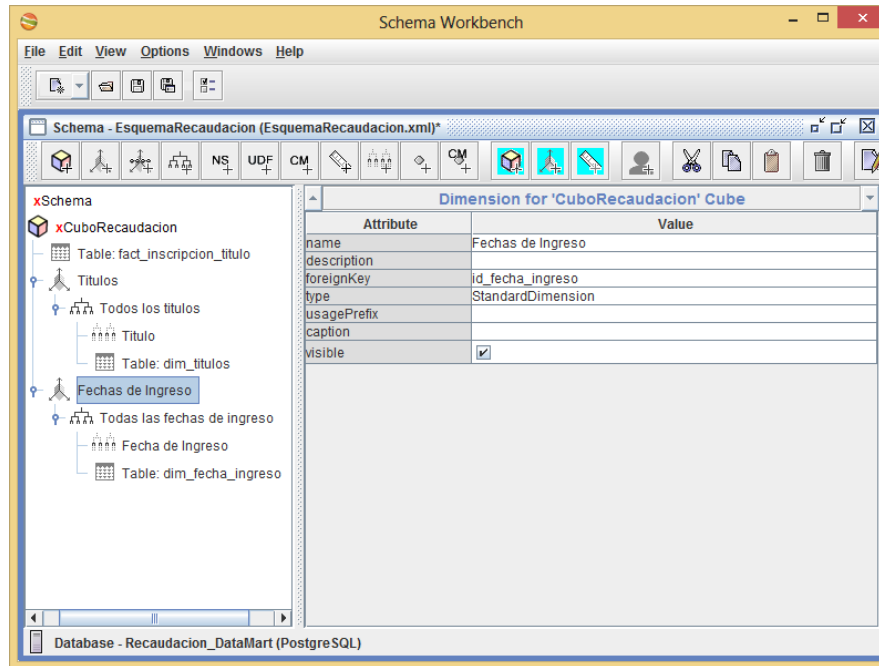 Schema Workbench
File Edit View Options Windows Help
Schema - EsquemaRecaudacion (EsquemaRecaudacion.xml)*
NS UDF CM CM
xSchema
xCuboRecaudacion
Table: fact_inscripcion_titulo
Titulos
Todos los titulos
Titulo
Table: dim_titulos
Fechas de Ingreso
Todas las fechas de ingreso
Fecha de Ingreso
Table: dim_fecha_ingreso
Dimension for 'CuboRecaudacion' Cube
Attribute Value
name Fechas de Ingreso
description
foreignKey id_fecha_ingreso
type StandardDimension
usagePrefix
caption
visible
Database - Recaudacion_DataMart (PostgreSQL)